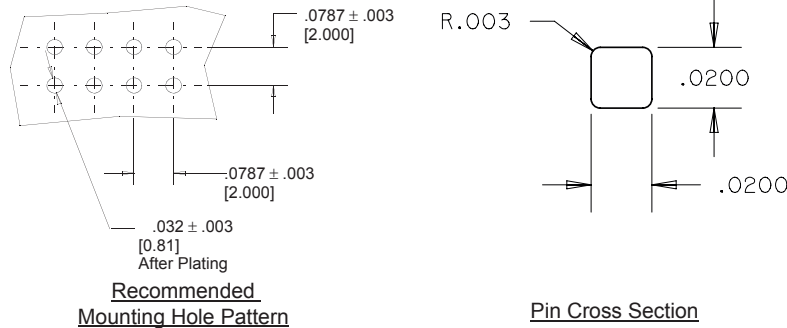 .0787 ± .003
[2.000]
.0787 ± .003
[2.000]
.032 ± .003
[0.81]
After Plating
Recommended
Mounting Hole Pattern
R.003
.0200
.0200
Pin Cross Section